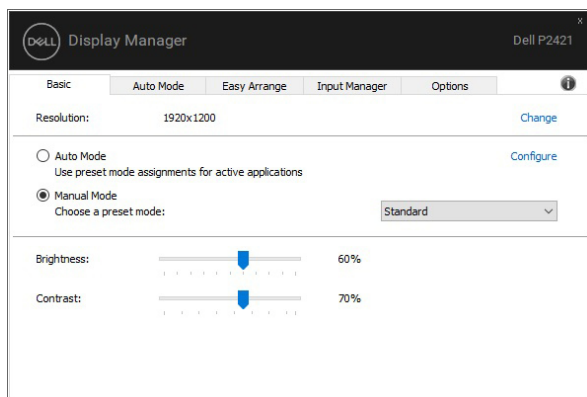 x
DELL Display Manager Dell P2421
Basic Auto Mode Easy Arrange Input Manager Options i
Resolution: 1920x1200 Change
Auto Mode Configure
Use preset mode assignments for active applications
Manual Mode
Choose a preset mode: Standard
Brightness: 60%
Contrast: 70%